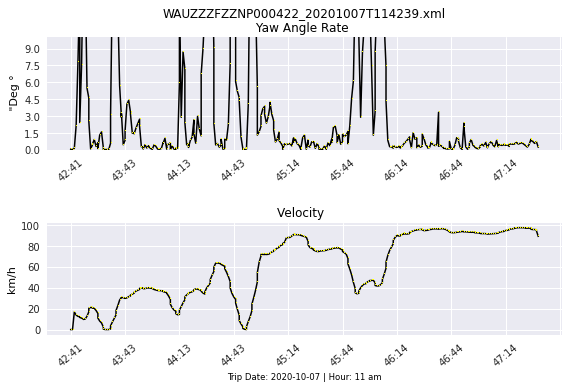 WAUZZZFZZNP000422_20201007T114239.xml
Yaw Angle Rate
"Deg °
9.0
7.5
6.0
4.5
3.0
1.5
0.0
42:41 43:43 44:13 44:43 45:14 45:44 46:14 46:44 47:14
Velocity
km/h
100
80
60
40
20
0
42:41 43:43 44:13 44:43 45:14 45:44 46:14 46:44 47:14
Trip Date: 2020-10-07 | Hour: 11 am